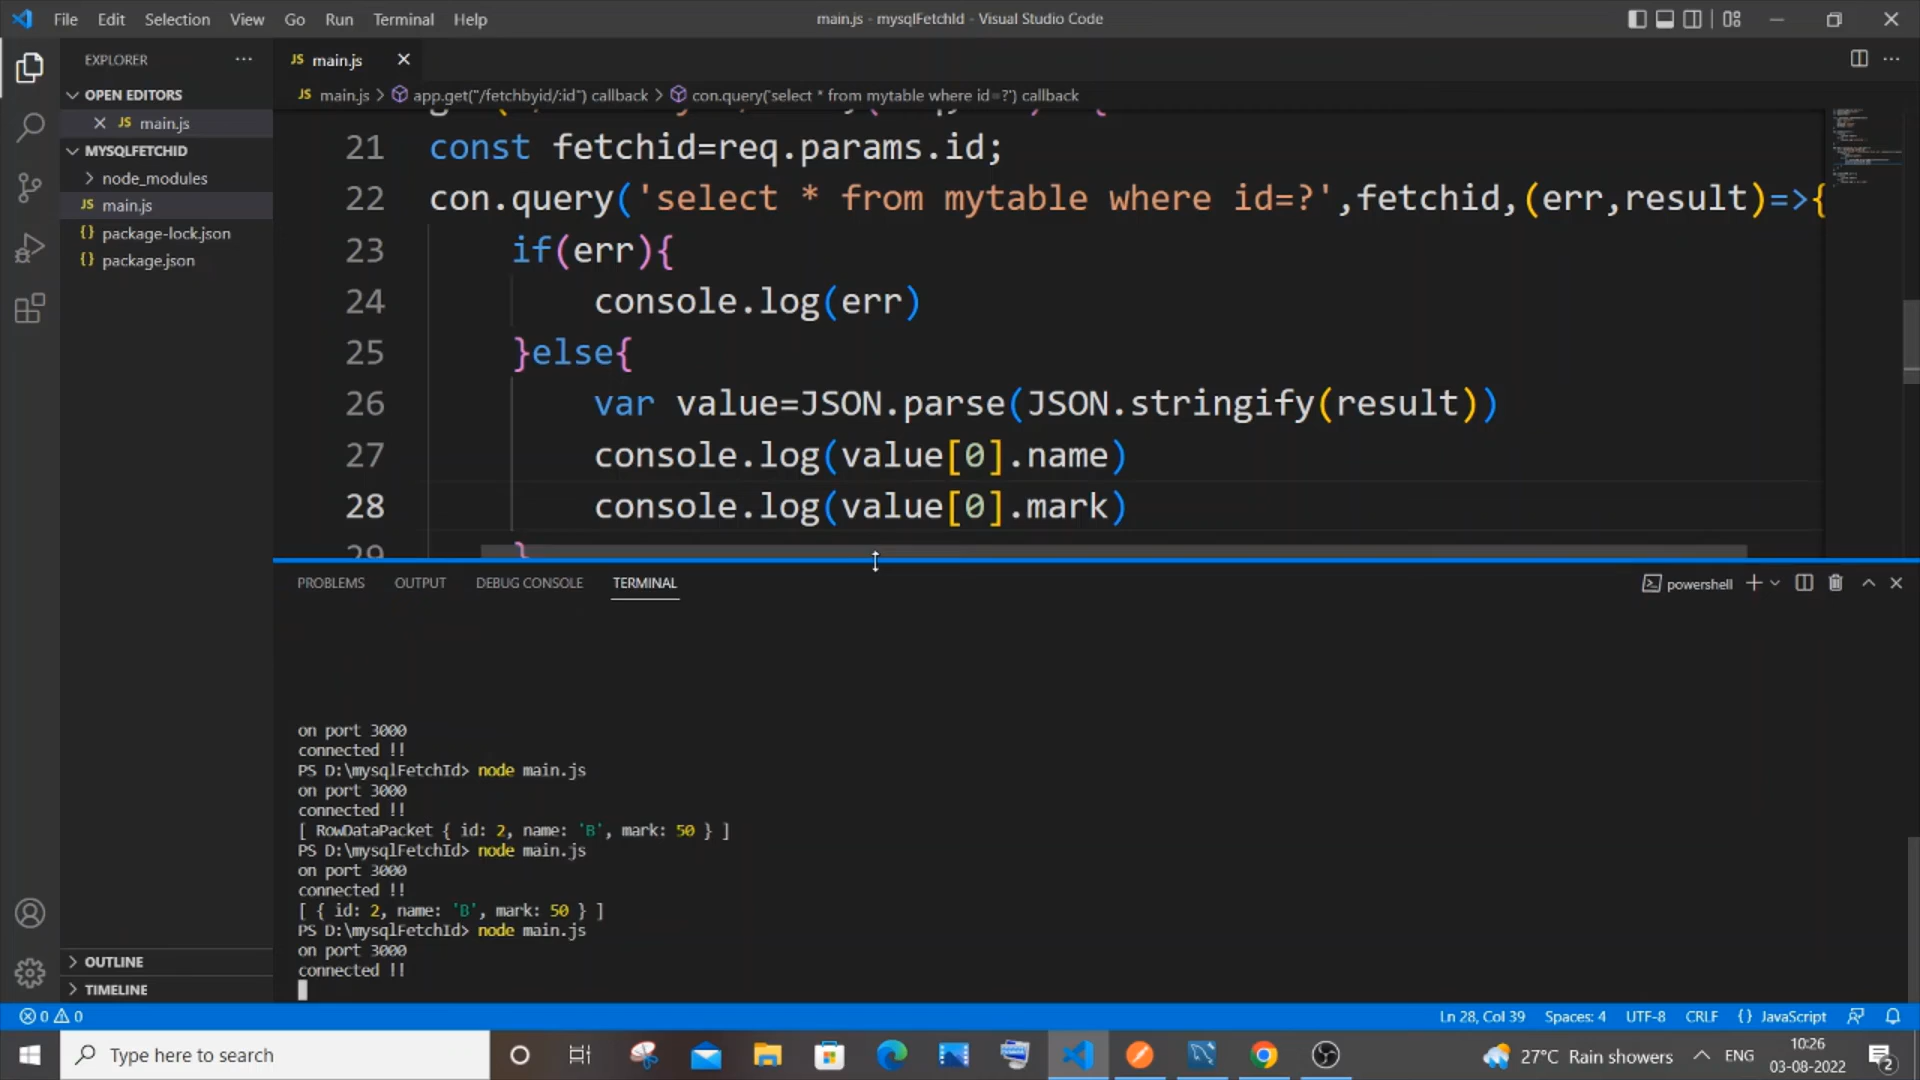 File Edit Selection View Go Run Terminal Help
main.js - mysqlFetchId - Visual Studio Code
EXPLORER
OPEN EDITORS
JS main.js
MYSQLFETCHID
node_modules
JS main.js
{} package-lock.json
{} package.json
OUTLINE
TIMELINE
JS main.js
JS main.js > app.get("/fetchbyid/:id") callback > con.query('select * from mytable where id=?') callback
21 const fetchid=req.params.id;
22 con.query('select * from mytable where id=?',fetchid,(err,result)=>{
23 if(err){
24 console.log(err)
25 }else{
26 var value=JSON.parse(JSON.stringify(result))
27 console.log(value[0].name)
28 console.log(value[0].mark)
29 }
PROBLEMS OUTPUT DEBUG CONSOLE TERMINAL
powershell
on port 3000
connected !!
PS D:\mysqlFetchId> node main.js
on port 3000
connected !!
[ RowDataPacket { id: 2, name: 'B', mark: 50 } ]
PS D:\mysqlFetchId> node main.js
on port 3000
connected !!
[ { id: 2, name: 'B', mark: 50 } ]
PS D:\mysqlFetchId> node main.js
on port 3000
connected !!
0 0
Ln 28, Col 39 Spaces: 4 UTF-8 CRLF {} JavaScript
Type here to search
27°C Rain showers
ENG
10:26
03-08-2022
2